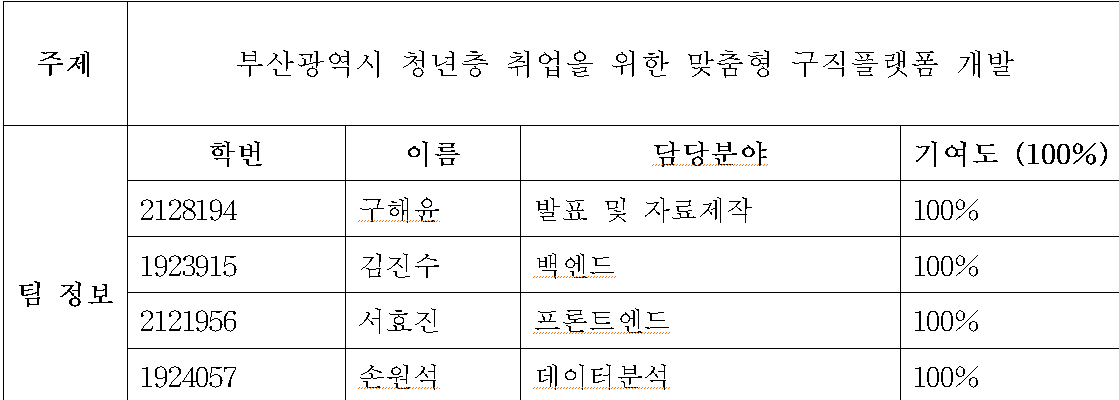 주제 부산광역시 청년층 취업을 위한 맞춤형 구직플랫폼 개발
학번 이름 담당분야 기여도 (100%)
2128194 구해윤 발표 및 자료제작 100%
1923915 김진수 백엔드 100%
팀 정보
2121956 서효진 프론트엔드 100%
1924057 손원석 데이터분석 100%